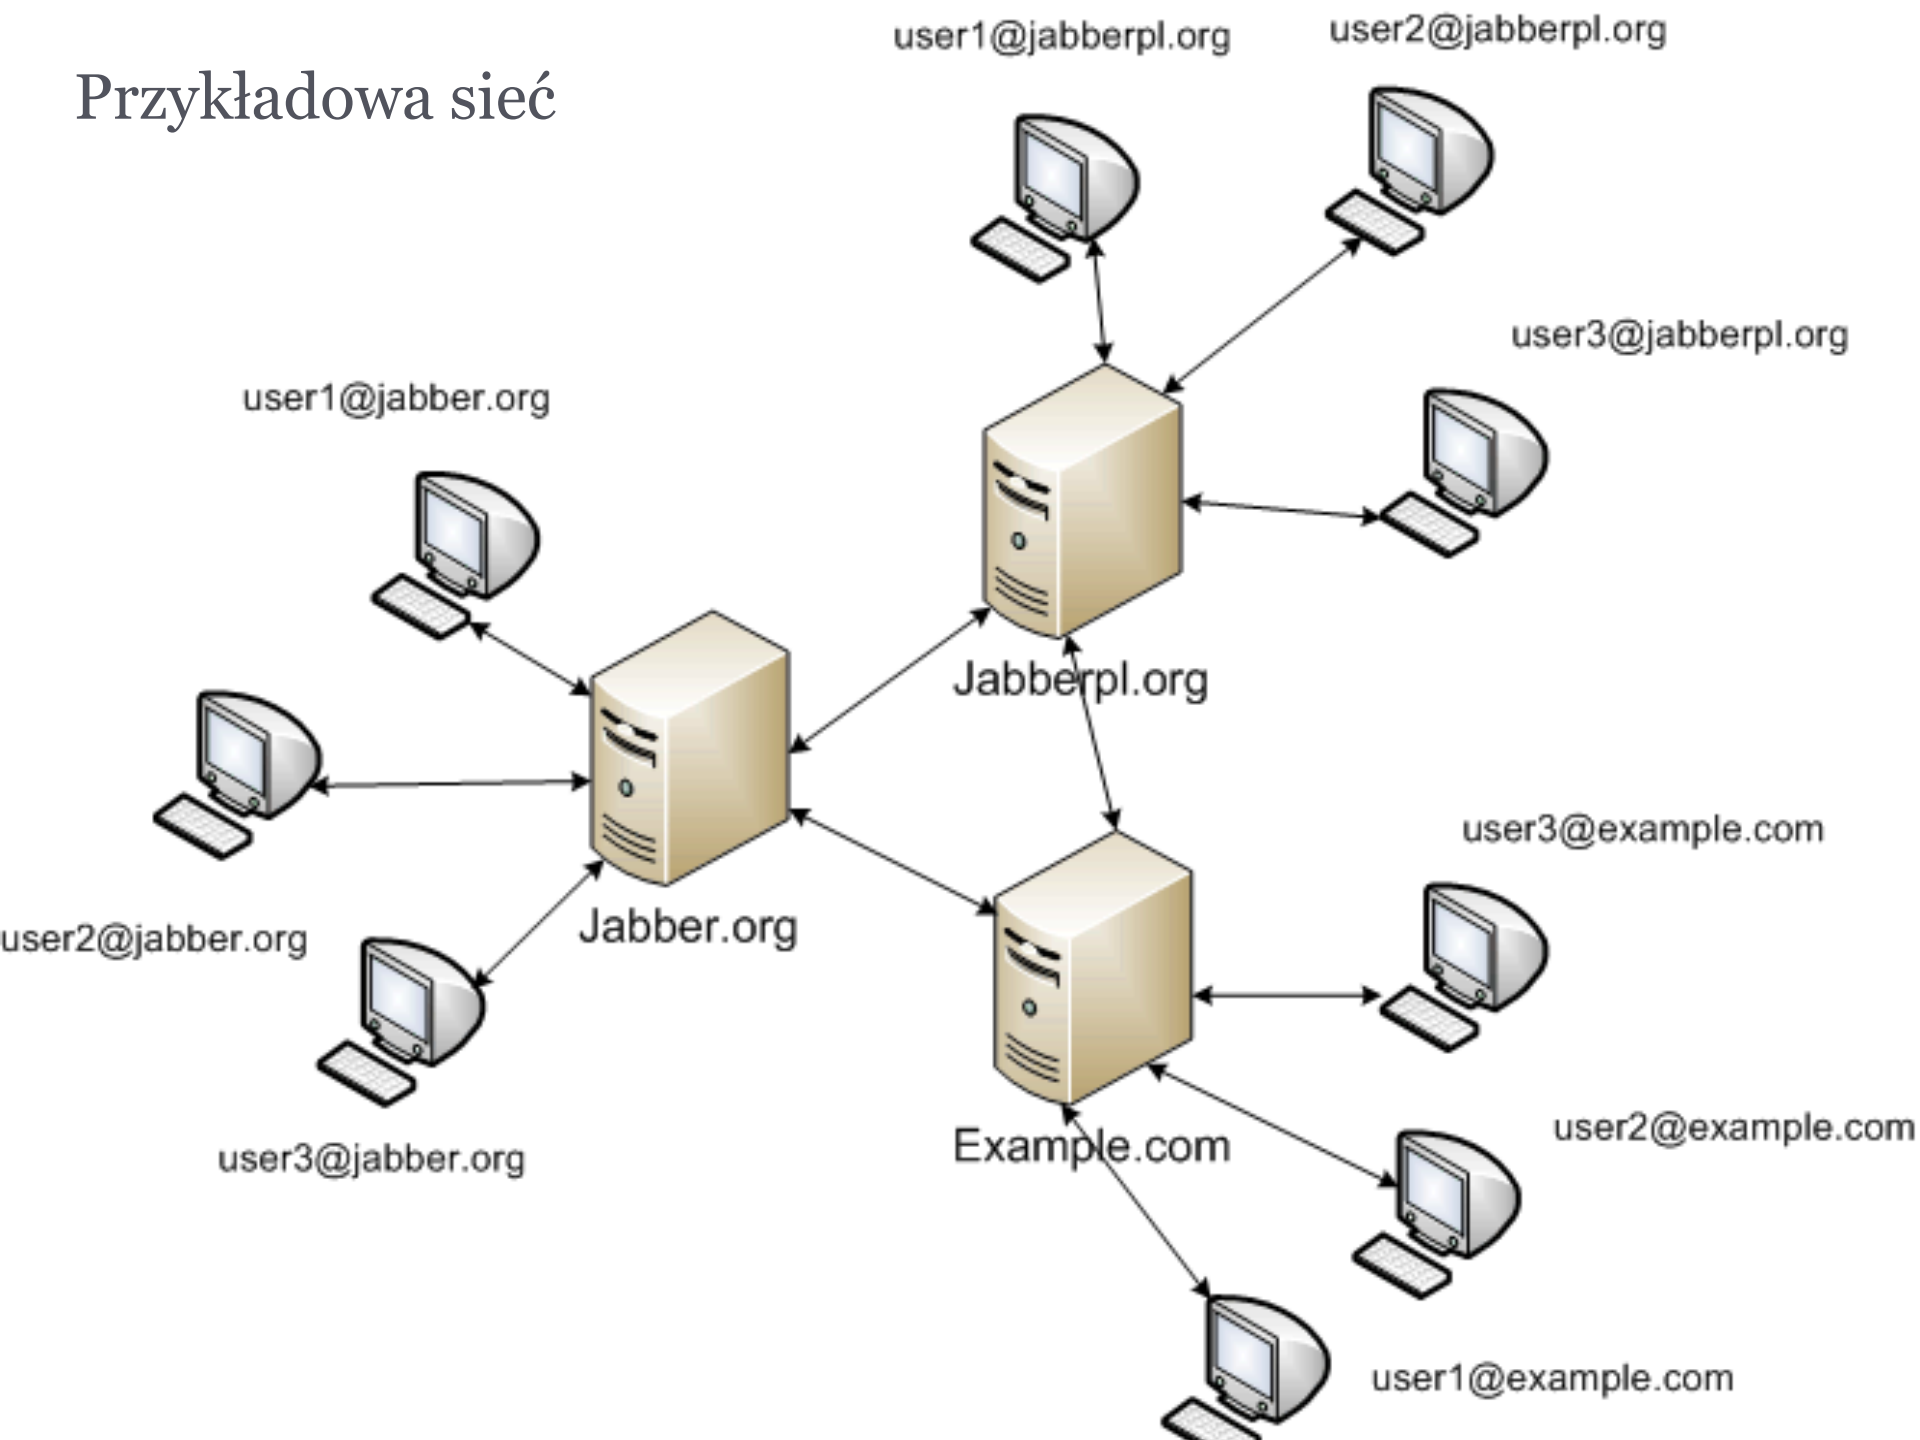 Przykładowa sieć
user1@jabberpl.org
user2@jabberpl.org
user3@jabberpl.org
user1@jabber.org
Jabberpl.org
user3@example.com
user2@jabber.org
Jabber.org
user2@example.com
Example.com
user3@jabber.org
user1@example.com